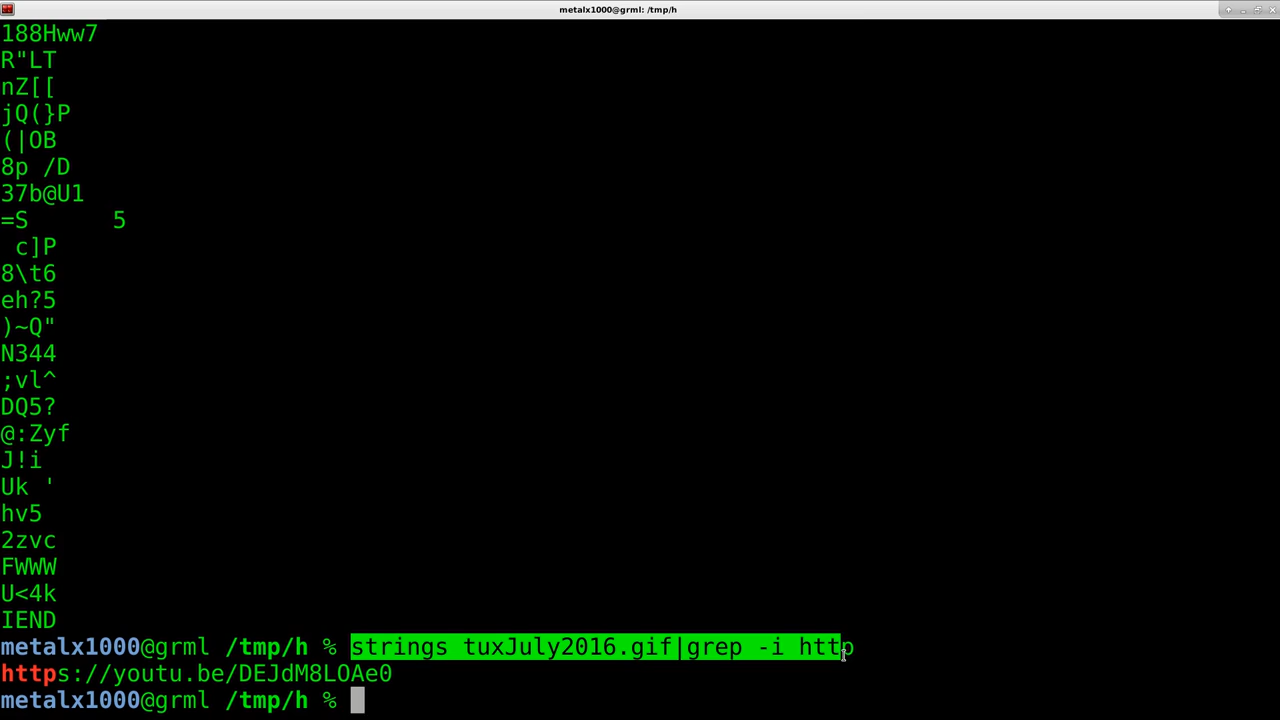 metalx1000@grml: /tmp/h
188Hww7
R"LT
nZ[[
jQ(}P
(|OB
8p /D
37b@U1
=S      5
 c]P
8\t6
eh?5
)~Q"
N344
;vl^
DQ5?
@:Zyf
J!i
Uk '
hv5
2zvc
FWWW
U<4k
IEND
metalx1000@grml /tmp/h % strings tuxJuly2016.gif|grep -i http
https://youtu.be/DEJdM8LOAe0
metalx1000@grml /tmp/h %